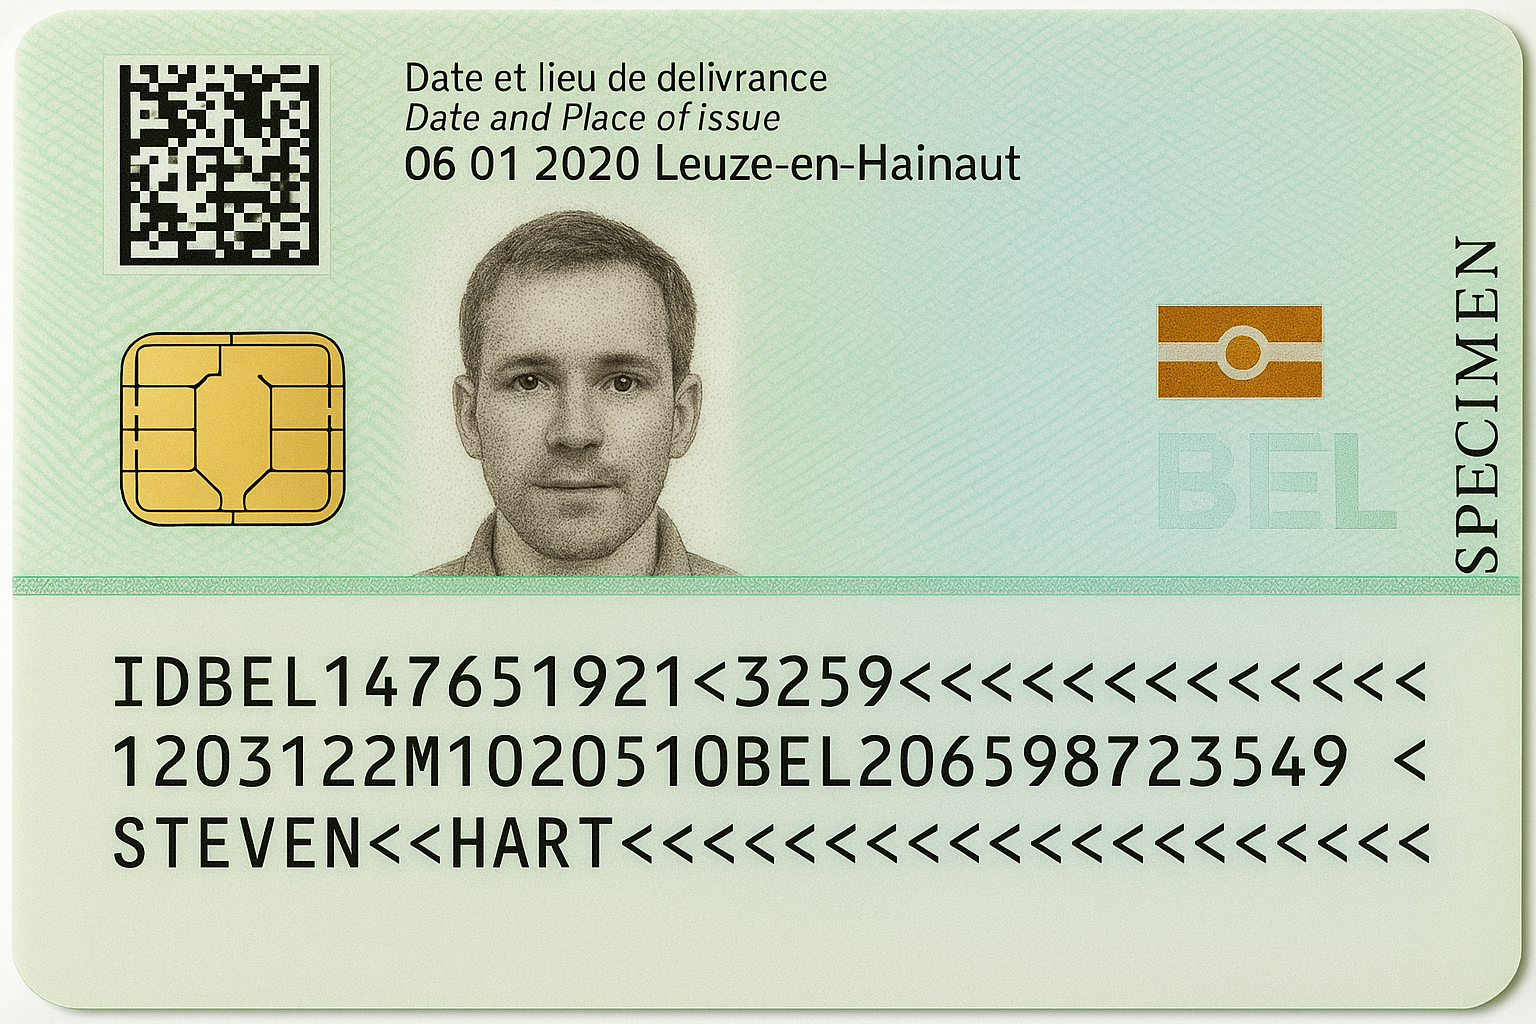 Date et lieu de delivrance
Date and Place of issue
06 01 2020 Leuze-en-Hainaut
BEL
SPECIMEN
IDBEL147651921<3259<<<<<<<<<<<<<
1203122M1020510BEL206598723549 <
STEVEN<<HART<<<<<<<<<<<<<<<<<<<<